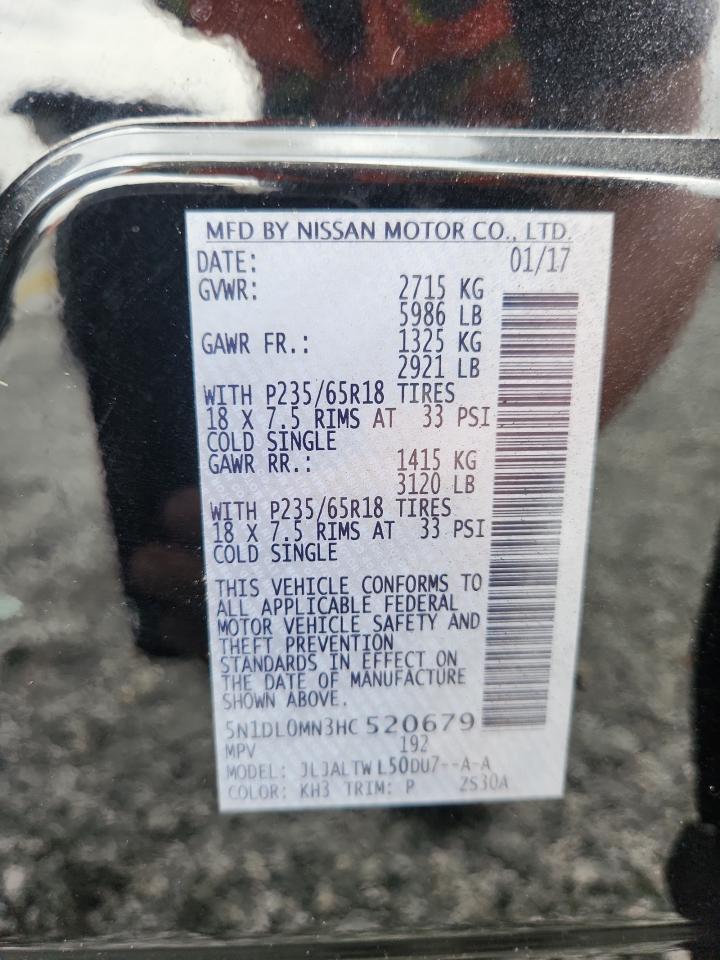 MFD BY NISSAN MOTOR CO., LTD.
DATE: 01/17
GVWR: 2715 KG
5986 LB
GAWR FR.: 1325 KG
2921 LB
WITH P235/65R18 TIRES
18 X 7.5 RIMS AT 33 PSI
COLD SINGLE
GAWR RR.: 1415 KG
3120 LB
WITH P235/65R18 TIRES
18 X 7.5 RIMS AT 33 PSI
COLD SINGLE
THIS VEHICLE CONFORMS TO
ALL APPLICABLE FEDERAL
MOTOR VEHICLE SAFETY AND
THEFT PREVENTION
STANDARDS IN EFFECT ON
THE DATE OF MANUFACTURE
SHOWN ABOVE.
5N1DL0MN3HC520679
MPV 192
MODEL: JLJALTWL50DU7--A-A
COLOR: KH3 TRIM: P ZS30A